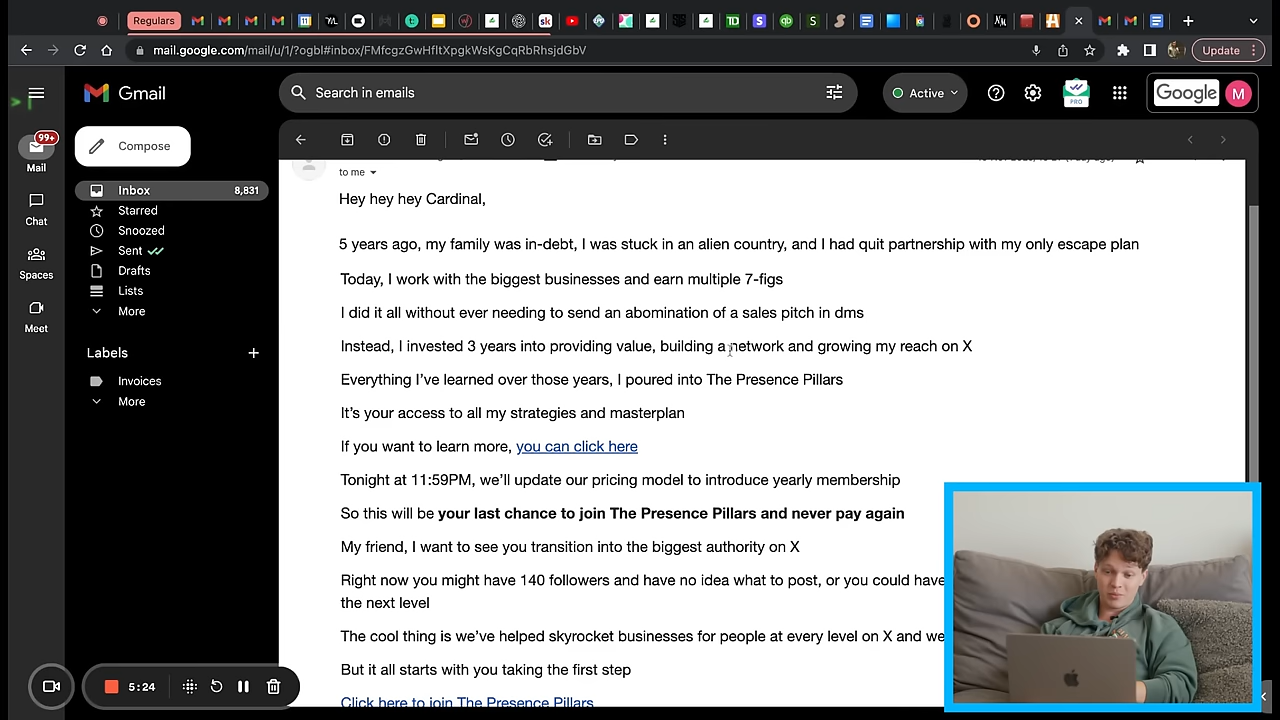 Regulars
TD
S
sk
S
mail.google.com/mail/u/1/?ogbl#inbox/FMfcgzGwHfltXpgkWsKgCqRbRhsjdGbV
Update
Gmail
Search in emails
Active
PRO
Google
M
99+
Mail
Chat
Spaces
Meet
Compose
Inbox 8,831
Starred
Snoozed
Sent
Drafts
Lists
More
Labels
Invoices
More
to me
Hey hey hey Cardinal,
5 years ago, my family was in-debt, I was stuck in an alien country, and I had quit partnership with my only escape plan
Today, I work with the biggest businesses and earn multiple 7-figs
I did it all without ever needing to send an abomination of a sales pitch in dms
Instead, I invested 3 years into providing value, building a network and growing my reach on X
Everything I've learned over those years, I poured into The Presence Pillars
It's your access to all my strategies and masterplan
If you want to learn more, you can click here
Tonight at 11:59PM, we'll update our pricing model to introduce yearly membership
So this will be your last chance to join The Presence Pillars and never pay again
My friend, I want to see you transition into the biggest authority on X
Right now you might have 140 followers and have no idea what to post, or you could have
the next level
The cool thing is we've helped skyrocket businesses for people at every level on X and we
But it all starts with you taking the first step
Click here to join The Presence Pillars
5:24